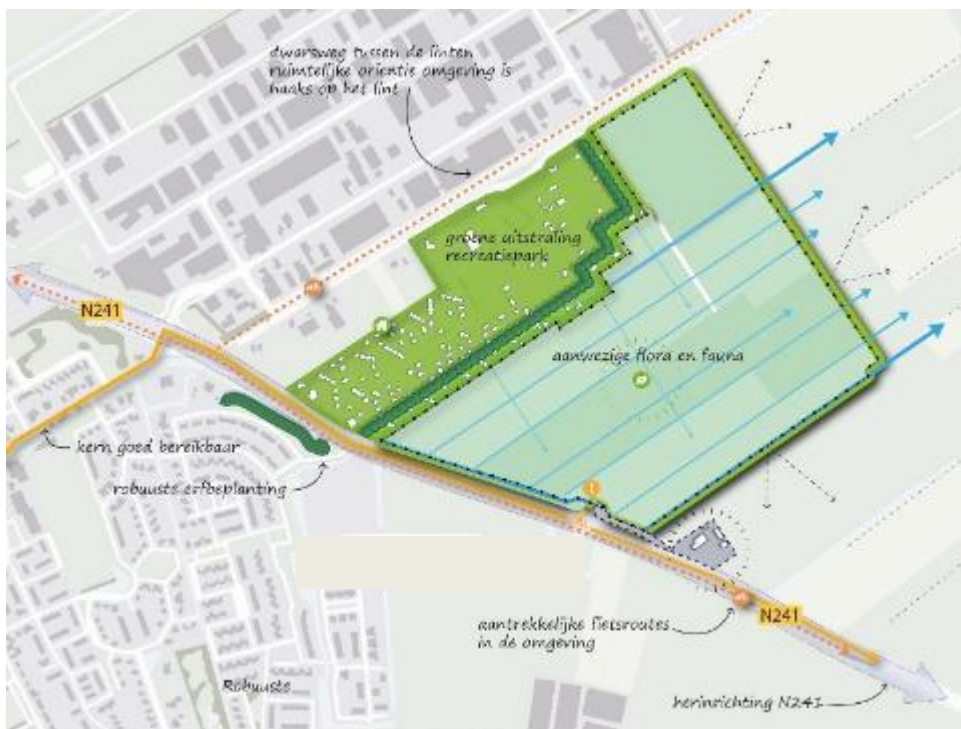 dwarsweg tussen de linten
ruimtelijke orientie omgeving is
haaks op het lint
groene uitstraling
recreatiepark
N241
aanwezige flora en fauna
kern goed bereikbaar
robuuste erfbeplanting
aantrekkelijke fietsroutes
in de omgeving
N241
Robuuste
herinrichting N241